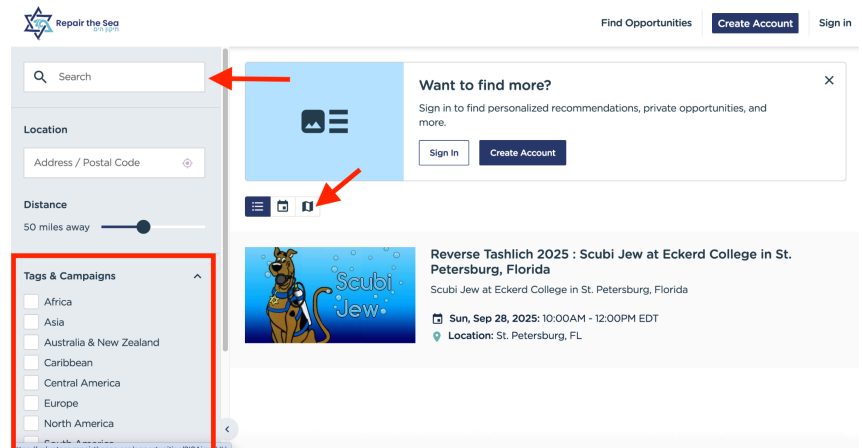 Repair the Sea
תיקון הים
Find Opportunities
Create Account
Sign in
Search
Location
Address / Postal Code
Distance
50 miles away
Tags & Campaigns
Africa
Asia
Australia & New Zealand
Caribbean
Central America
Europe
North America
South America
Want to find more?
Sign in to find personalized recommendations, private opportunities, and
more.
Sign In
Create Account
Scubi
Jew
Reverse Tashlich 2025 : Scubi Jew at Eckerd College in St.
Petersburg, Florida
Scubi Jew at Eckerd College in St. Petersburg, Florida
Sun, Sep 28, 2025: 10:00AM - 12:00PM EDT
Location: St. Petersburg, FL